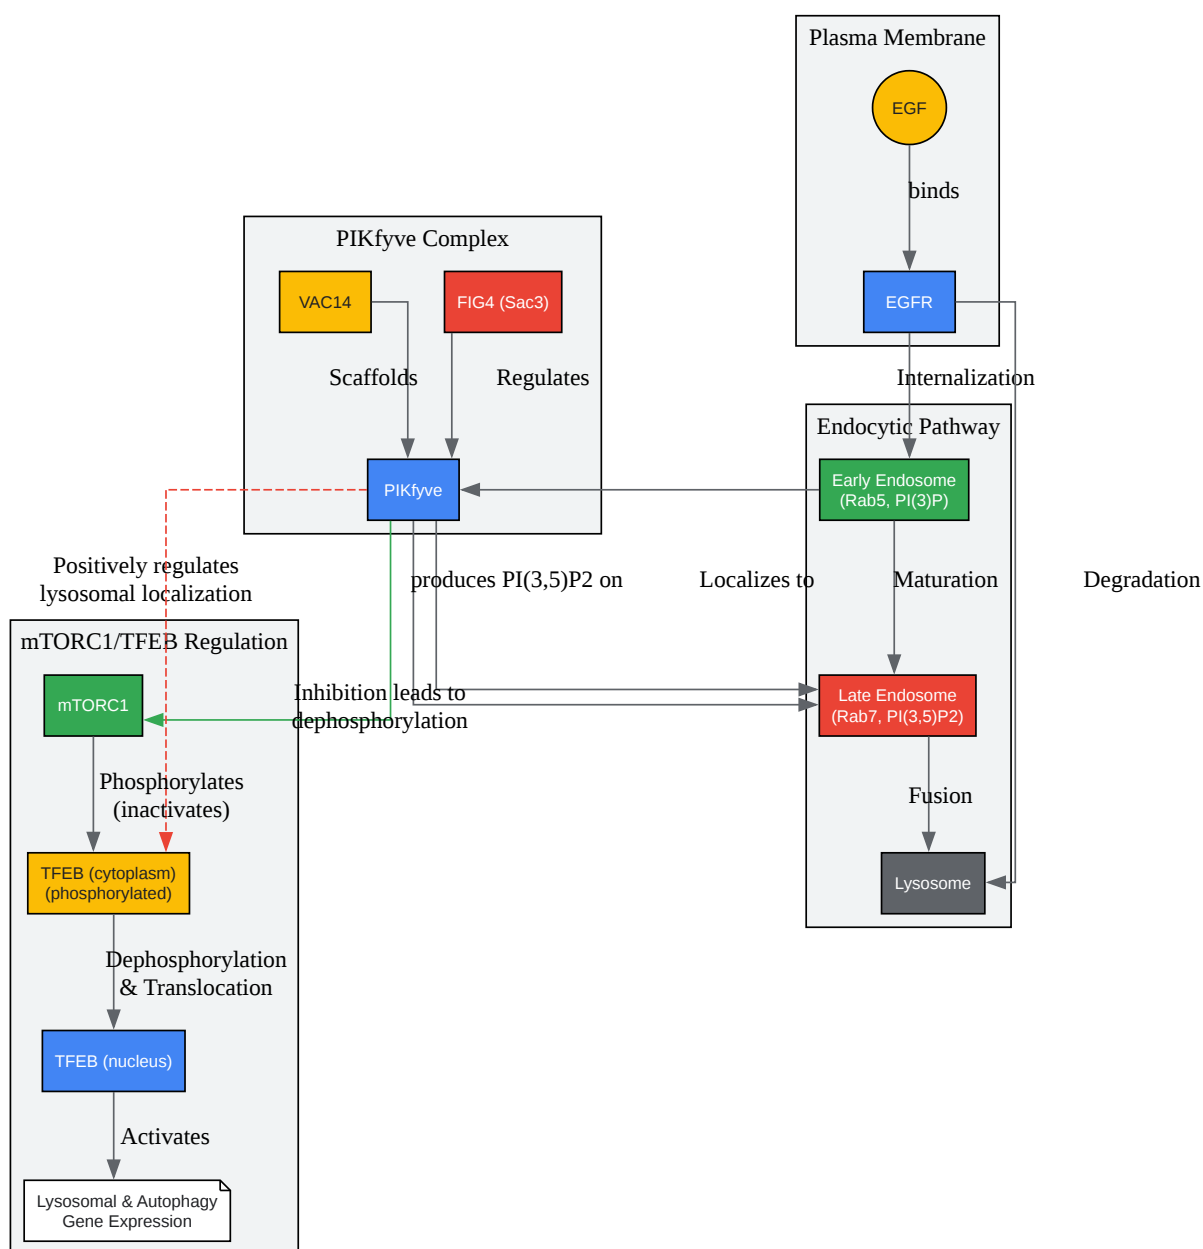 Plasma Membrane
EGF
binds
EGFR
PIKfyve Complex
VAC14
FIG4 (Sac3)
Scaffolds
Regulates
Internalization
Endocytic Pathway
PIKfyve
Early Endosome
(Rab5, PI(3)P)
Positively regulates
lysosomal localization
produces PI(3,5)P2 on
Localizes to
Maturation
Degradation
mTORC1/TFEB Regulation
mTORC1
Inhibition leads to
dephosphorylation
Late Endosome
(Rab7, PI(3,5)P2)
Phosphorylates
(inactivates)
Fusion
TFEB (cytoplasm)
(phosphorylated)
Lysosome
Dephosphorylation
& Translocation
TFEB (nucleus)
Activates
Lysosomal & Autophagy
Gene Expression